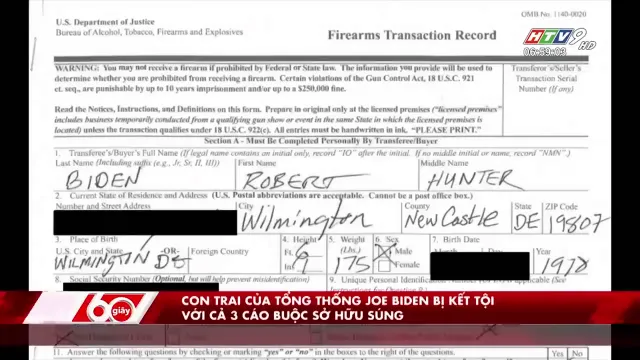 OMB No. 1140-0020
U.S. Department of Justice
Bureau of Alcohol, Tobacco, Firearms and Explosives
Firearms Transaction Record
HTV9 HD
06:59:03
WARNING: You may not receive a firearm if prohibited by Federal or State law. The information you provide will be used to
determine whether you are prohibited from receiving a firearm. Certain violations of the Gun Control Act, 18 U.S.C. 921
et. seq., are punishable by up to 10 years imprisonment and/or up to a $250,000 fine.
Transferor's/Seller's
Transaction Serial
Number (If any)
Read the Notices, Instructions, and Definitions on this form. Prepare in original only at the licensed premises ("licensed premises"
includes business temporarily conducted from a qualifying gun show or event in the same State in which the licensed premises is
located) unless the transaction qualifies under 18 U.S.C. 922(c). All entries must be handwritten in ink. "PLEASE PRINT."
Section A - Must Be Completed Personally By Transferee/Buyer
1. Transferee's/Buyer's Full Name (If legal name contains an initial only, record "IO" after the initial. If no middle initial or name, record "NMN".)
Last Name (Including suffix (e.g., Jr, Sr, II, III)) First Name Middle Name
BIDEN ROBERT HUNTER
2. Current State of Residence and Address (U.S. Postal abbreviations are acceptable. Cannot be a post office box.)
Number and Street Address City County State ZIP Code
Wilmington New Castle DE 19807
3. Place of Birth 4. Height 5. Weight 6. Sex 7. Birth Date
U.S. City and State -OR- Foreign Country Ft. (Lbs.) Male Year
WILMINGTON DE In. 9 175 Female 1970
8. Social Security Number (Optional, but will help prevent misidentification) 9. Unique Personal Identification
60 giây
CON TRAI CỦA TỔNG THỐNG JOE BIDEN BỊ KẾT TỘI
VỚI CẢ 3 CÁO BUỘC SỞ HỮU SÚNG
11. Answer the following questions by checking or marking "yes" or "no" in the boxes to the right of the questions. Yes No